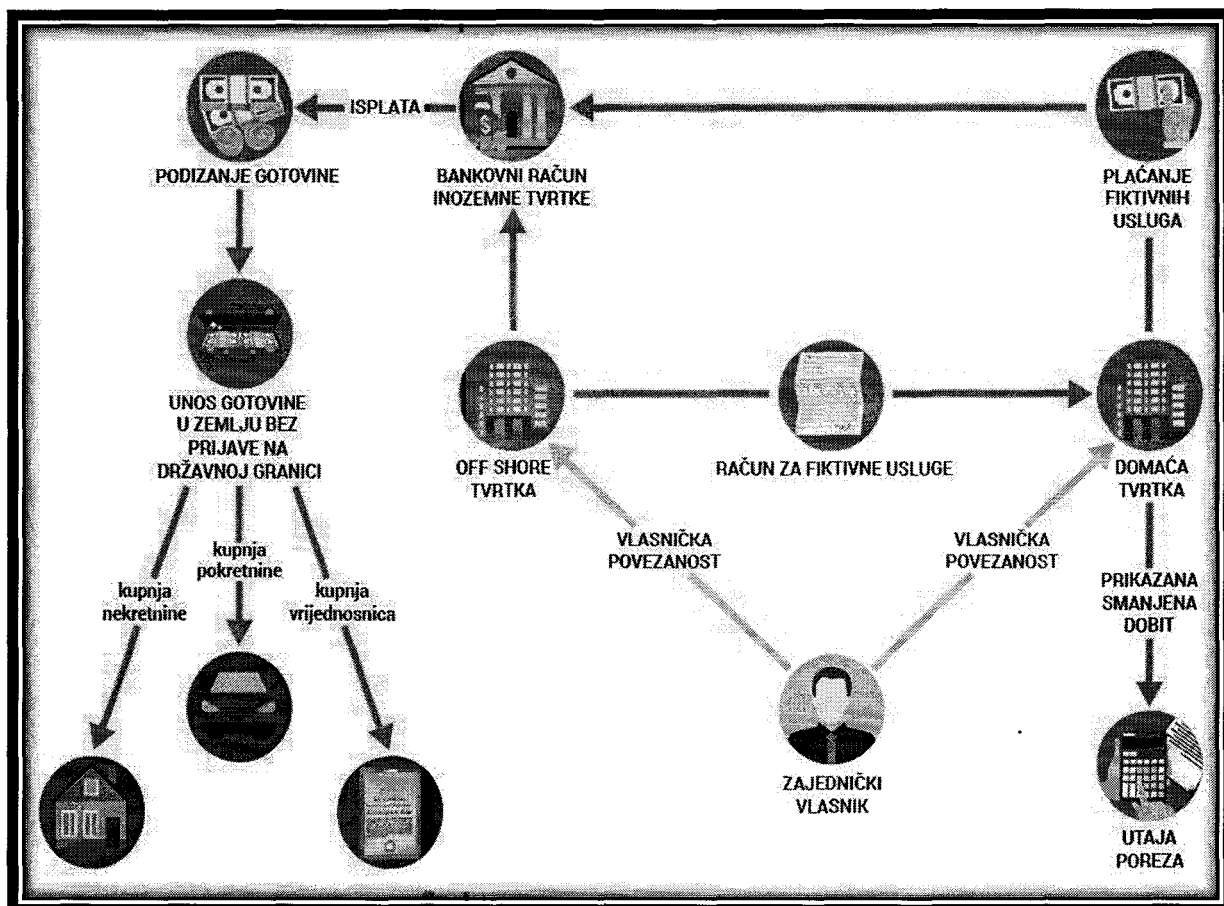 ISPLATA
PODIZANJE GOTOVINE
BANKOVNI RAČUN
INOZEMNE TVRTKE
PLAĆANJE
FIKTIVNIH
USLUGA
UNOS GOTOVINE
U ZEMLJU BEZ
PRIJAVE NA
DRŽAVNOJ GRANICI
OFF SHORE
TVRTKA
RAČUN ZA FIKTIVNE USLUGE
DOMAĆA
TVRTKA
VLASNIČKA
POVEZANOST
VLASNIČKA
POVEZANOST
PRIKAZANA
SMANJENA
DOBIT
kupnja
nekretnine
kupnja
pokretnine
kupnja
vrijednosnica
ZAJEDNIČKI
VLASNIK
UTAJA
POREZA